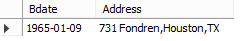 Bdate Address
1965-01-09 731 Fondren,Houston,TX